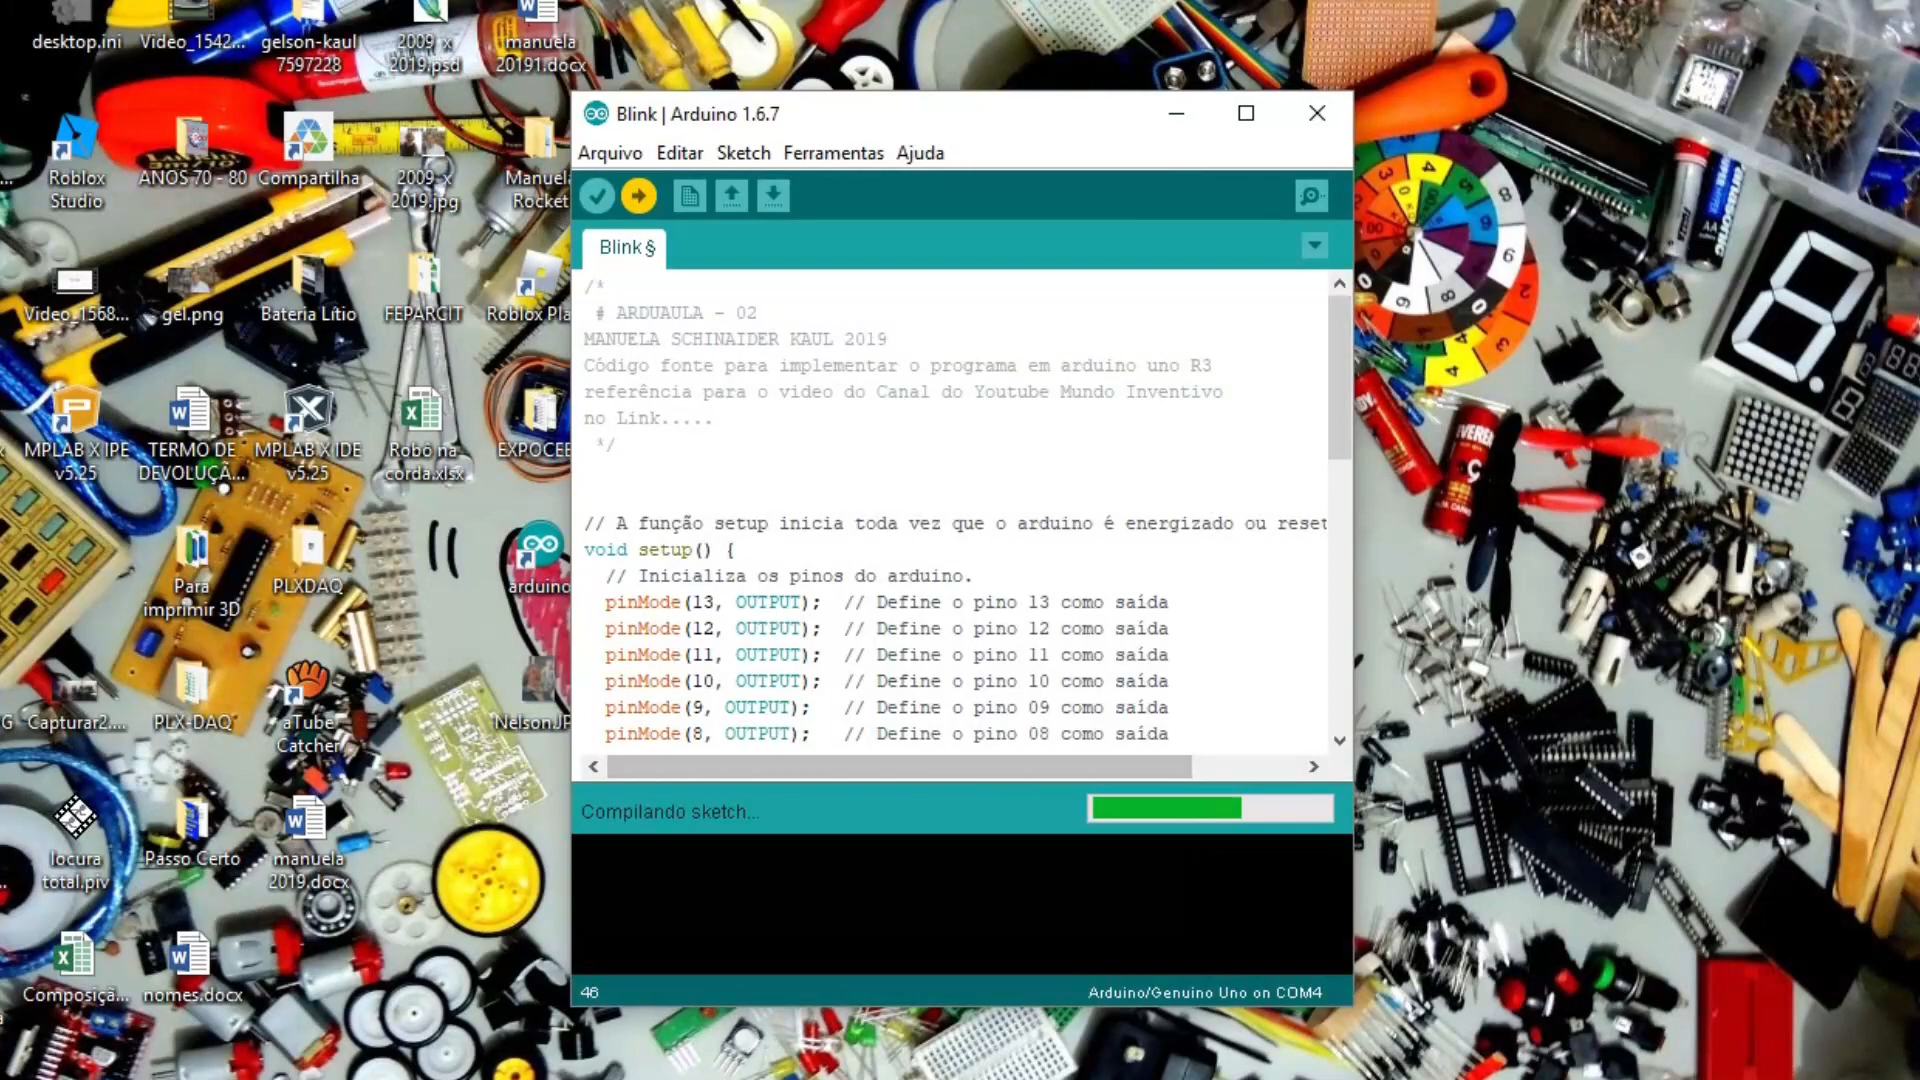 desktop.ini
Video_1542...
gelson-kaul
7597228
2009 x
2019.psd
manuela
20191.docx
Roblox
Studio
ANOS 70 - 80
Compartilha
2009 x
2019.jpg
Manuela
Rocket
Video_1568...
gel.png
Bateria Lítio
FEPARCIT
Roblox Pla
MPLAB X IPE
v5.25
TERMO DE
DEVOLUÇÃ...
MPLAB X IDE
v5.25
Robô na
corda.xlsx
EXPOCEE
Para
imprimir 3D
PLXDAQ
arduino
Capturar2....
PLX-DAQ
aTube
Catcher
Nelson.JP
locura
total.piv
Passo Certo
manuela
2019.docx
Composiçã...
nomes.docx
Blink | Arduino 1.6.7
Arquivo Editar Sketch Ferramentas Ajuda
Blink §
/*
# ARDUAULA - 02
MANUELA SCHINAIDER KAUL 2019
Código fonte para implementar o programa em arduino uno R3
referência para o video do Canal do Youtube Mundo Inventivo
no Link.....
*/
// A função setup inicia toda vez que o arduino é energizado ou reset
void setup() {
// Inicializa os pinos do arduino.
pinMode(13, OUTPUT); // Define o pino 13 como saída
pinMode(12, OUTPUT); // Define o pino 12 como saída
pinMode(11, OUTPUT); // Define o pino 11 como saída
pinMode(10, OUTPUT); // Define o pino 10 como saída
pinMode(9, OUTPUT); // Define o pino 09 como saída
pinMode(8, OUTPUT); // Define o pino 08 como saída
Compilando sketch...
46
Arduino/Genuino Uno on COM4